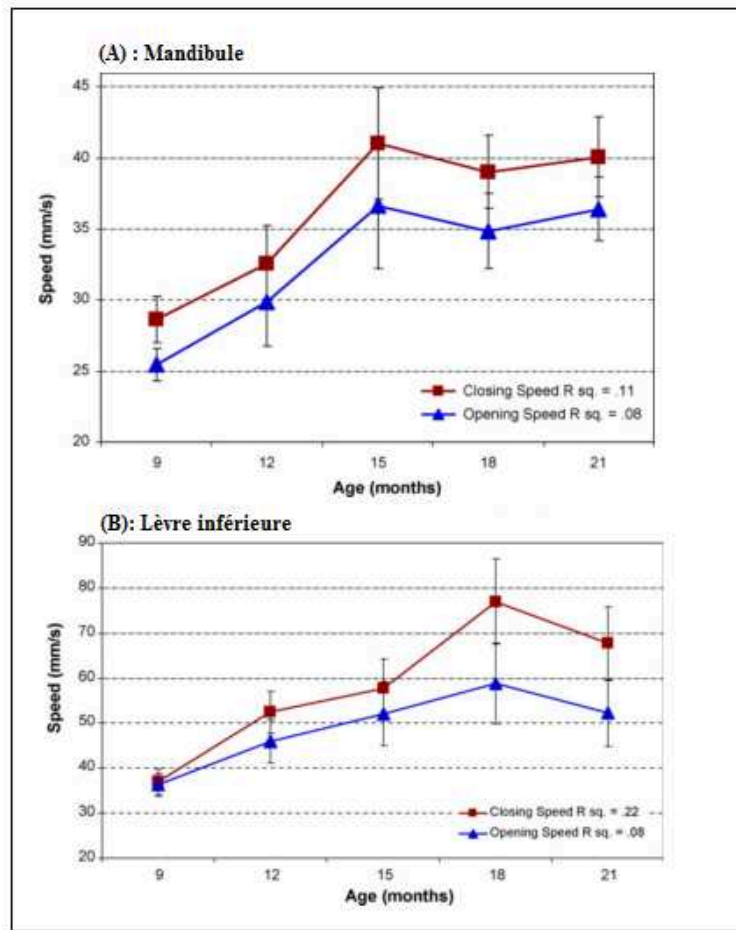 (A) : Mandibule
45
40
35
30
25
20
Speed (mm/s)
Closing Speed R sq. = .11
Opening Speed R sq. = .08
9 12 15 18 21
Age (months)
(B): Lèvre inférieure
90
80
70
60
50
40
30
20
Speed (mm/s)
Closing Speed R sq. = .22
Opening Speed R sq. = .08
9 12 15 18 21
Age (months)